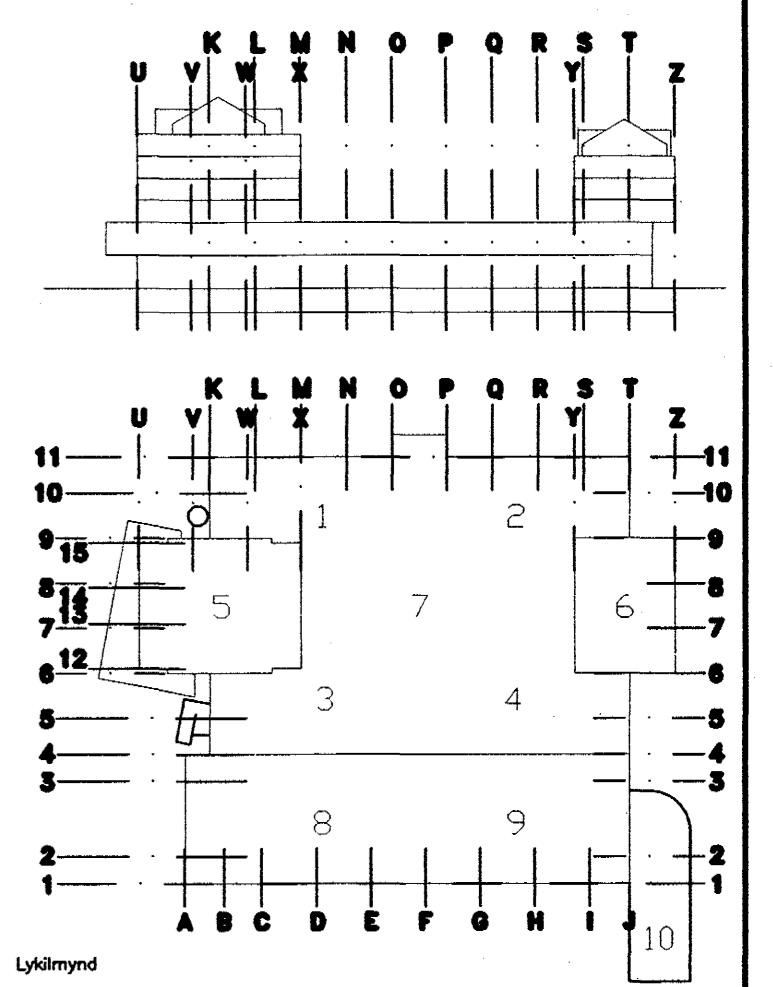 K L M N O P Q R S T
U V W X Y Z
K L M N O P Q R S T
U V W X Y Z
11 11
10 10
1 2
9 9
15
8 8
14
5 7 6
13
7 7
12
6 6
3 4
5 5
4 4
3 3
8 9
2 2
1 1
A B C D E F G H I J
10
Lykilmynd